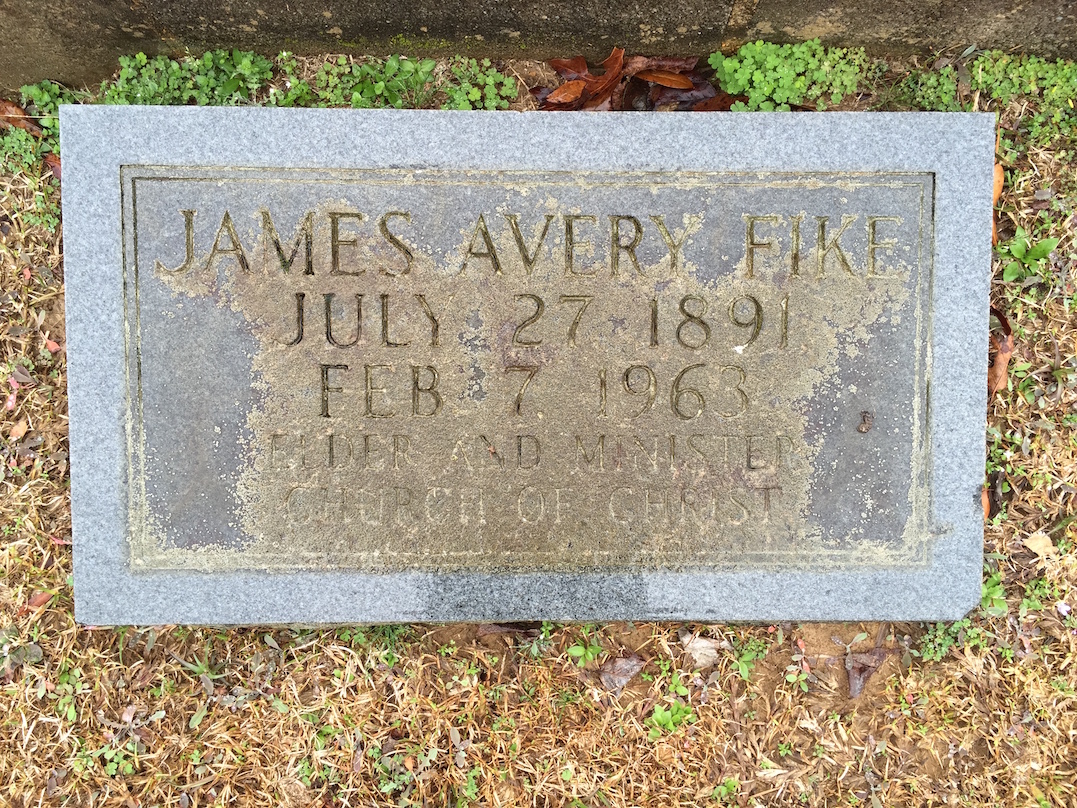 JAMES AVERY FIKE
JULY 27 1891
FEB 7 1963
ELDER AND MINISTER
CHURCH OF CHRIST